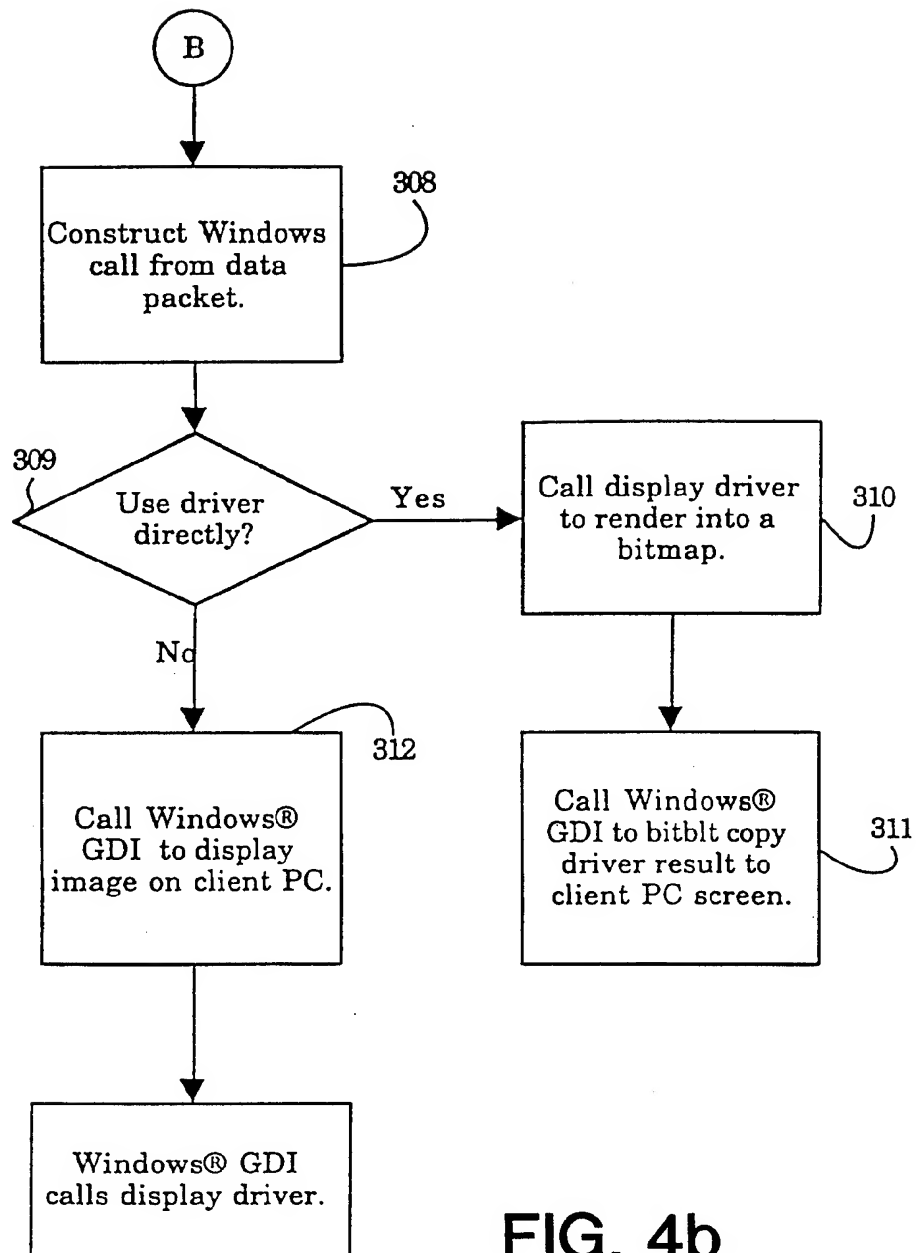 B
308
Construct Windows
call from data
packet.
309
Use driver
directly?
Yes
Call display driver
to render into a
bitmap.
310
No
312
Call Windows®
GDI to display
image on client PC.
Call Windows®
GDI to bitblt copy
driver result to
client PC screen.
311
Windows® GDI
calls display driver.
FIG. 4b